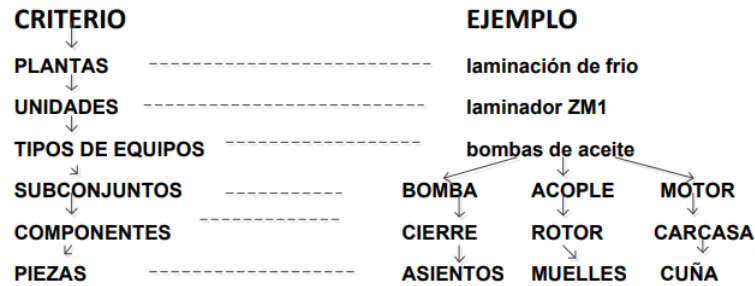 CRITERIO EJEMPLO
PLANTAS laminación de frio
UNIDADES laminador ZM1
TIPOS DE EQUIPOS bombas de aceite
SUBCONJUNTOS BOMBA ACOPLE MOTOR
COMPONENTES CIERRE ROTOR CARCASA
PIEZAS ASIENTOS MUELLES CUÑA